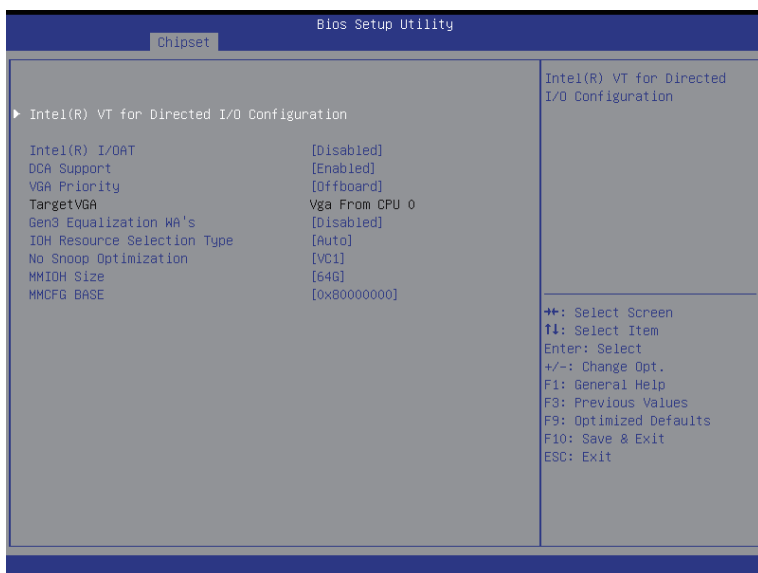 Bios Setup Utility
Chipset
▶ Intel(R) VT for Directed I/O Configuration
Intel(R) I/OAT [Disabled]
DCA Support [Enabled]
VGA Priority [Offboard]
TargetVGA Vga From CPU 0
Gen3 Equalization WA's [Disabled]
IOH Resource Selection Type [Auto]
No Snoop Optimization [VC1]
MMIOH Size [64G]
MMCFG BASE [0x80000000]
Intel(R) VT for Directed
I/O Configuration
→←: Select Screen
↑↓: Select Item
Enter: Select
+/-: Change Opt.
F1: General Help
F3: Previous Values
F9: Optimized Defaults
F10: Save & Exit
ESC: Exit